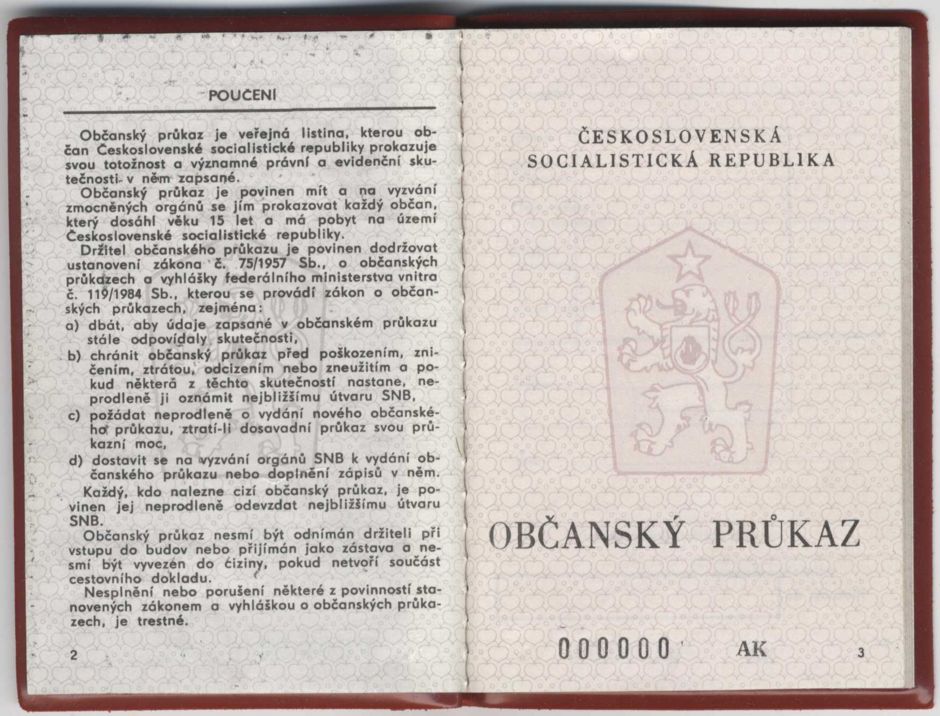 POUČENÍ
Občanský průkaz je veřejná listina, kterou ob-
čan Československé socialistické republiky prokazuje
svou totožnost a významné právní a evidenční sku-
tečnosti v něm zapsané.
Občanský průkaz je povinen mít a na vyzvání
zmocněných orgánů se jím prokazovat každý občan,
který dosáhl věku 15 let a má pobyt na území
Československé socialistické republiky.
Držitel občanského průkazu je povinen dodržovat
ustanovení zákona č. 75/1957 Sb., o občanských
průkazech a vyhlášky federálního ministerstva vnitra
č. 119/1984 Sb., kterou se provádí zákon o občan-
ských průkazech, zejména:
a) dbát, aby údaje zapsané v občanském průkazu
stále odpovídaly skutečnosti,
b) chránit občanský průkaz před poškozením, zni-
čením, ztrátou, odcizením nebo zneužitím a po-
kud některá z těchto skutečností nastane, ne-
prodleně ji oznámit nejbližšímu útvaru SNB,
c) požádat neprodleně o vydání nového občanské-
ho průkazu, ztratí-li dosavadní průkaz svou prů-
kazní moc,
d) dostavit se na vyzvání orgánů SNB k vydání ob-
čanského průkazu nebo doplnění zápisů v něm.
Každý, kdo nalezne cizí občanský průkaz, je po-
vinen jej neprodleně odevzdat nejbližšímu útvaru
SNB.
Občanský průkaz nesmí být odnímán držiteli při
vstupu do budov nebo přijímán jako zástava a ne-
smí být vyvezen do ciziny, pokud netvoří součást
cestovního dokladu.
Nesplnění nebo porušení některé z povinností sta-
novených zákonem a vyhláškou o občanských průka-
zech, je trestné.
2
ČESKOSLOVENSKÁ
SOCIALISTICKÁ REPUBLIKA
OBČANSKÝ PRŮKAZ
000000 AK
3